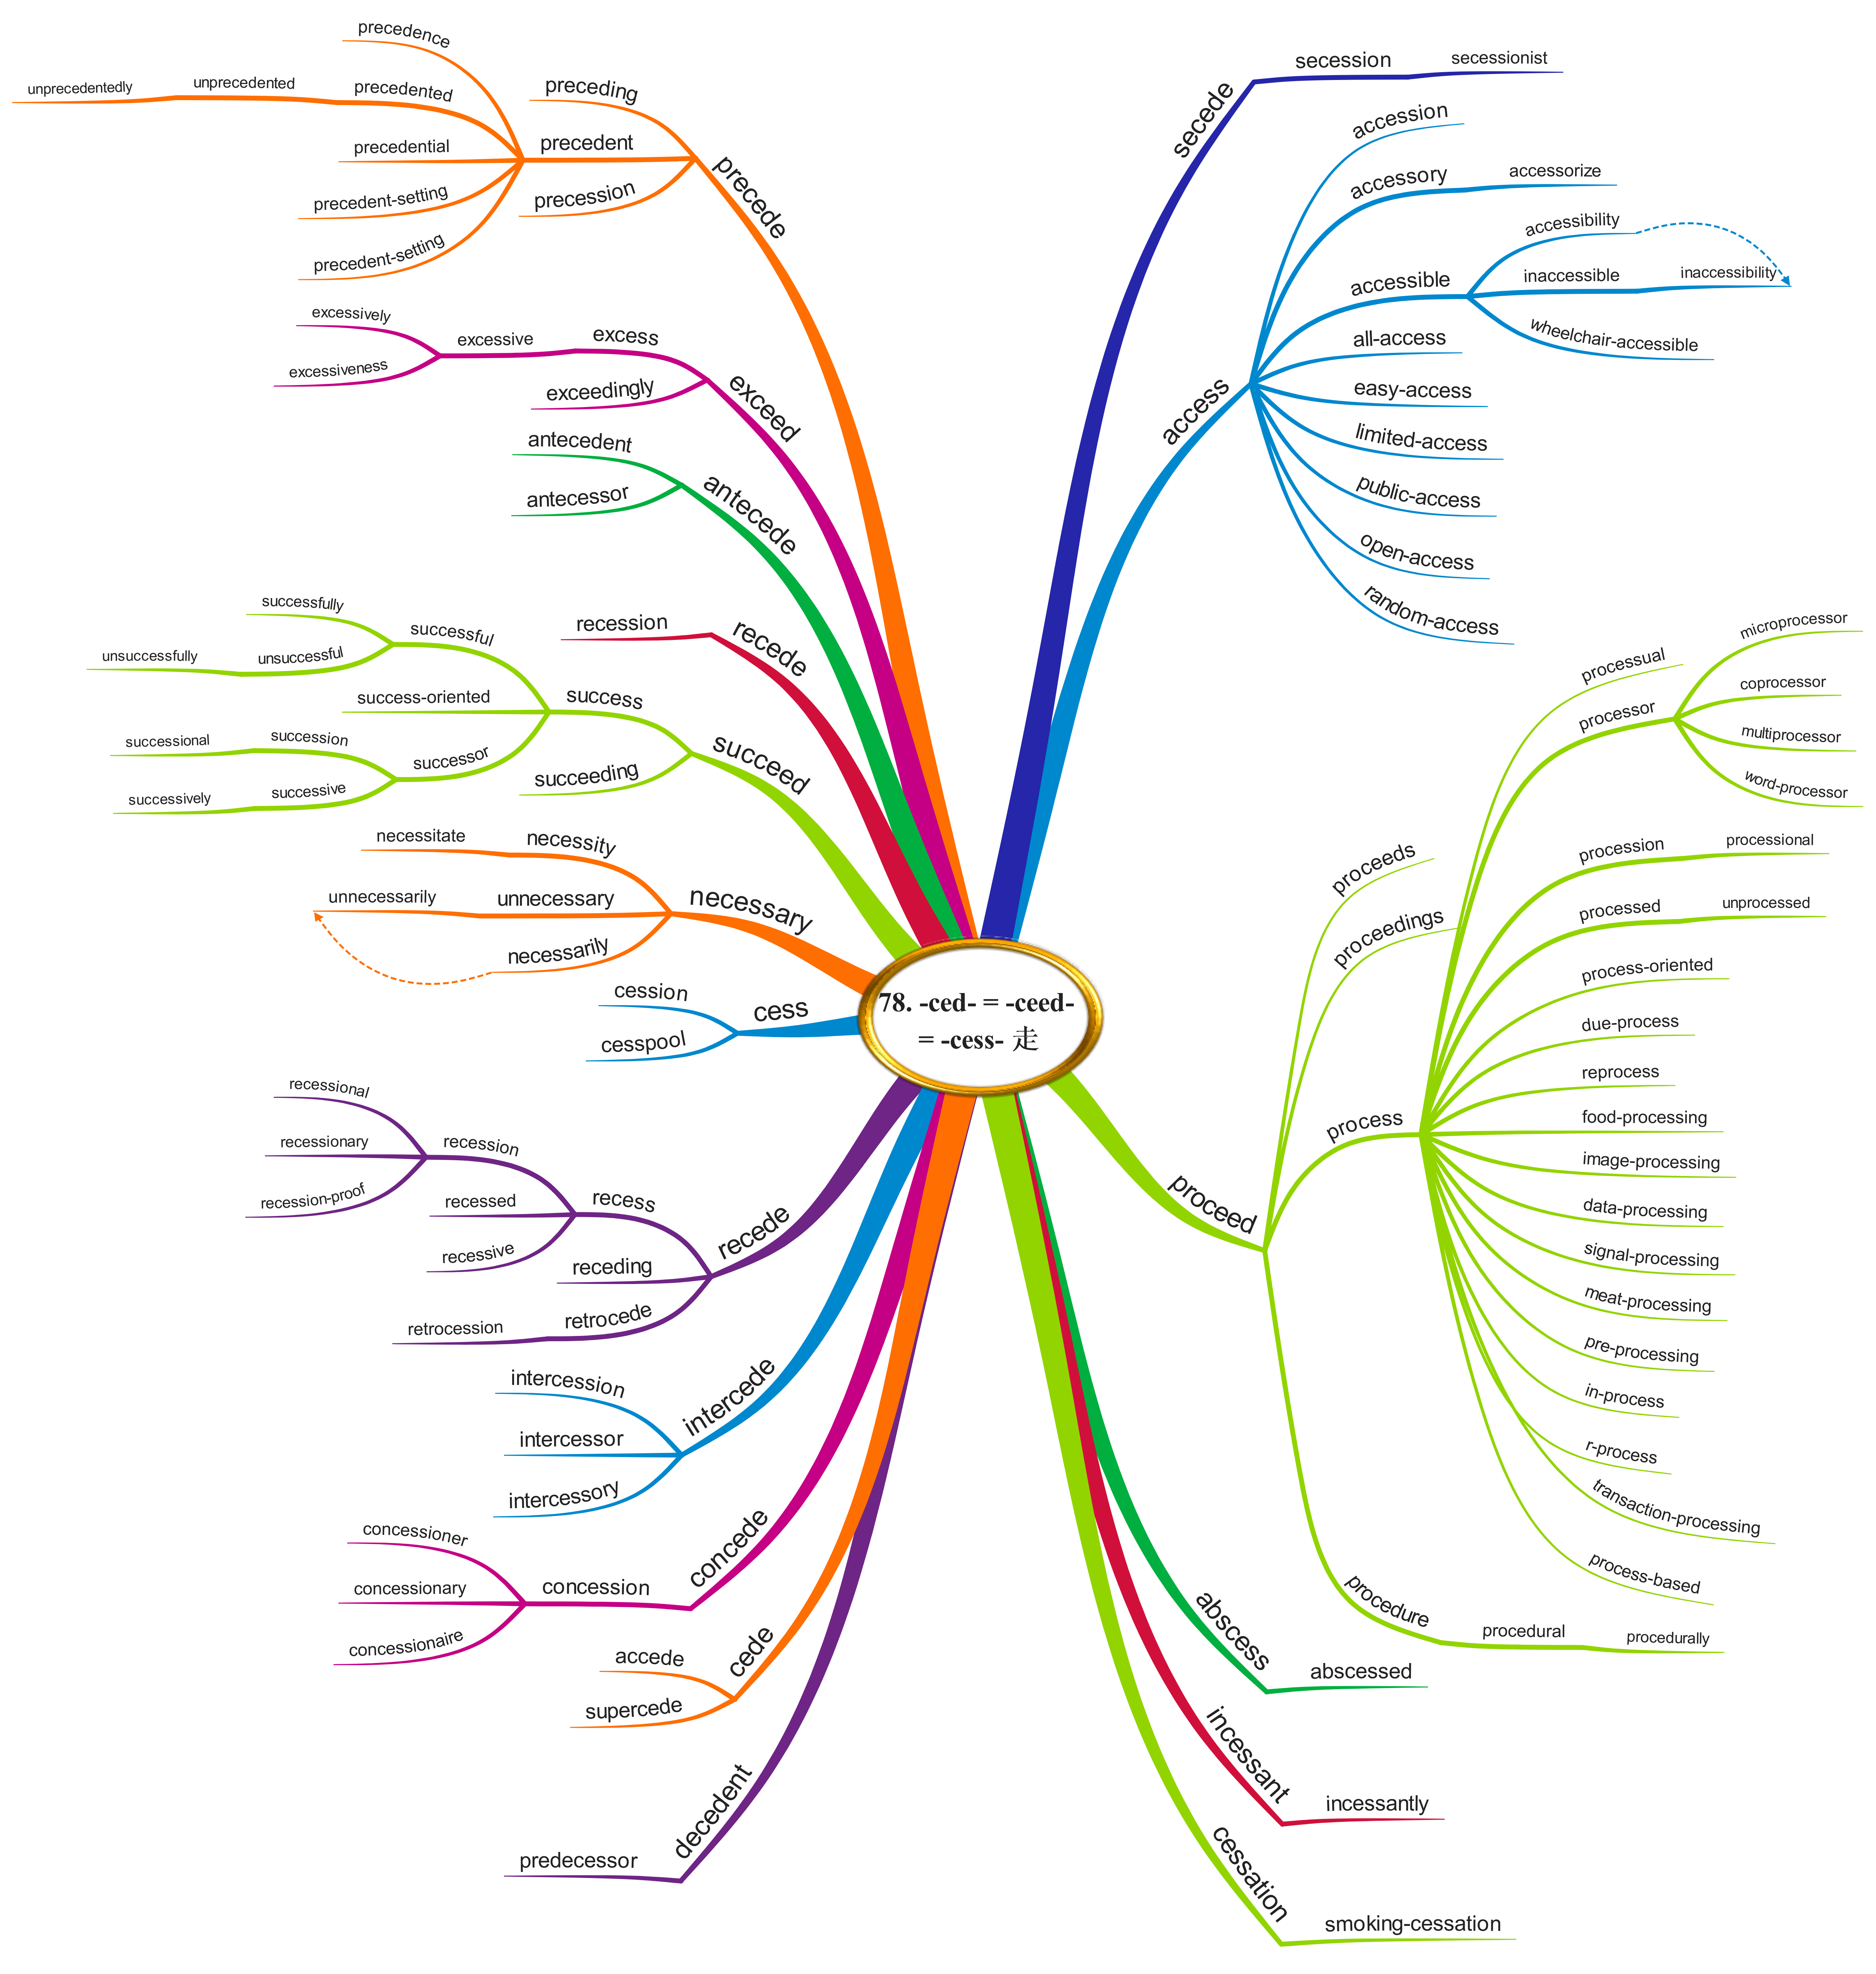 78. -ced- = -ceed-
= -cess- 走
secede
secession
secessionist
access
accession
accessory
accessorize
accessible
accessibility
inaccessible
inaccessibility
wheelchair-accessible
all-access
easy-access
limited-access
public-access
open-access
random-access
proceed
proceeds
proceedings
process
processual
processor
microprocessor
coprocessor
multiprocessor
word-processor
procession
processional
processed
unprocessed
process-oriented
due-process
reprocess
food-processing
image-processing
data-processing
signal-processing
meat-processing
pre-processing
in-process
r-process
transaction-processing
process-based
procedure
procedural
procedurally
abscess
abscessed
incessant
incessantly
cessation
smoking-cessation
precede
preceding
precedent
precedence
precedented
unprecedented
unprecedentedly
precedential
precedent-setting
precedent-setting
precession
exceed
excess
excessive
excessively
excessiveness
exceedingly
antecede
antecedent
antecessor
recede
recession
succeed
success
successful
successfully
unsuccessful
unsuccessfully
success-oriented
successor
succession
successional
successive
successively
succeeding
necessary
necessity
necessitate
unnecessary
unnecessarily
necessarily
cess
cession
cesspool
recede
recess
recession
recessional
recessionary
recession-proof
recessed
recessive
receding
retrocede
retrocession
intercede
intercession
intercessor
intercessory
concede
concession
concessioner
concessionary
concessionaire
cede
accede
supercede
decedent
predecessor